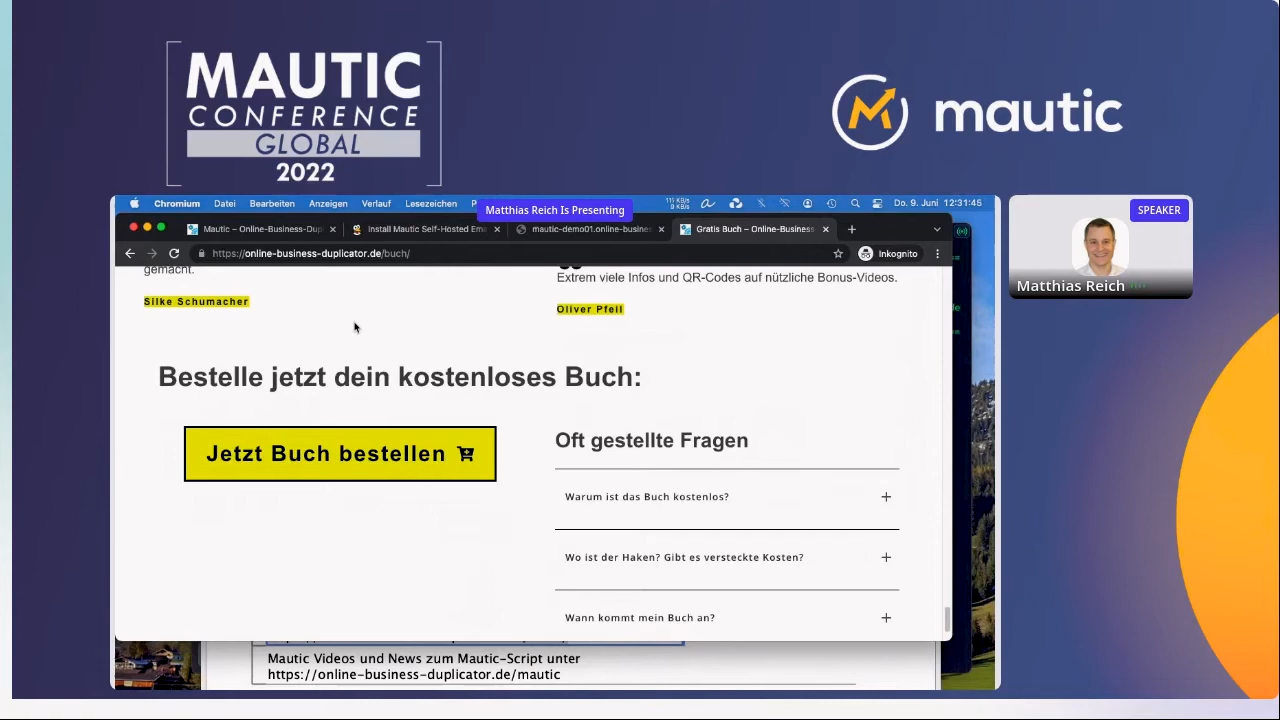 MAUTIC
CONFERENCE
GLOBAL
2022
mautic
Chromium Datei Bearbeiten Anzeigen Verlauf Lesezeichen
Matthias Reich Is Presenting
Do. 9. Juni 12:31:45
Mautic – Online-Business-Dup
Install Mautic Self-Hosted Ema
mautic-demo01.online-busines
Gratis Buch – Online-Business
https://online-business-duplicator.de/buch/
Inkognito
SPEAKER
Matthias Reich
gemacht.
Silke Schumacher
Extrem viele Infos und QR-Codes auf nützliche Bonus-Videos.
Oliver Pfeil
Bestelle jetzt dein kostenloses Buch:
Jetzt Buch bestellen
Oft gestellte Fragen
Warum ist das Buch kostenlos? +
Wo ist der Haken? Gibt es versteckte Kosten? +
Wann kommt mein Buch an? +
Mautic Videos und News zum Mautic-Script unter
https://online-business-duplicator.de/mautic